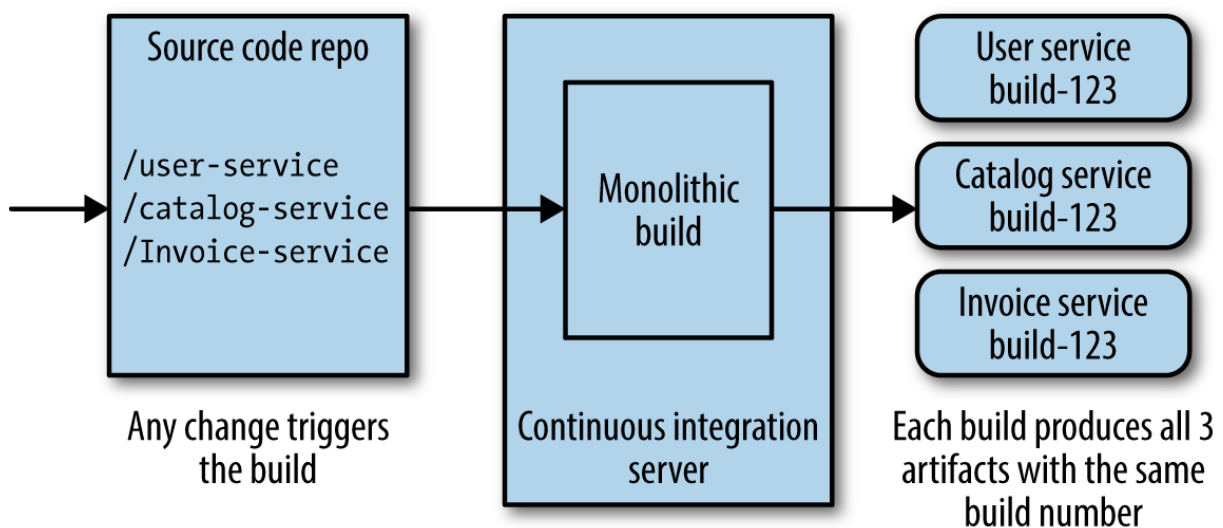 Source code repo
/user-service
/catalog-service
/Invoice-service
Any change triggers
the build
Monolithic
build
Continuous integration
server
User service
build-123
Catalog service
build-123
Invoice service
build-123
Each build produces all 3
artifacts with the same
build number